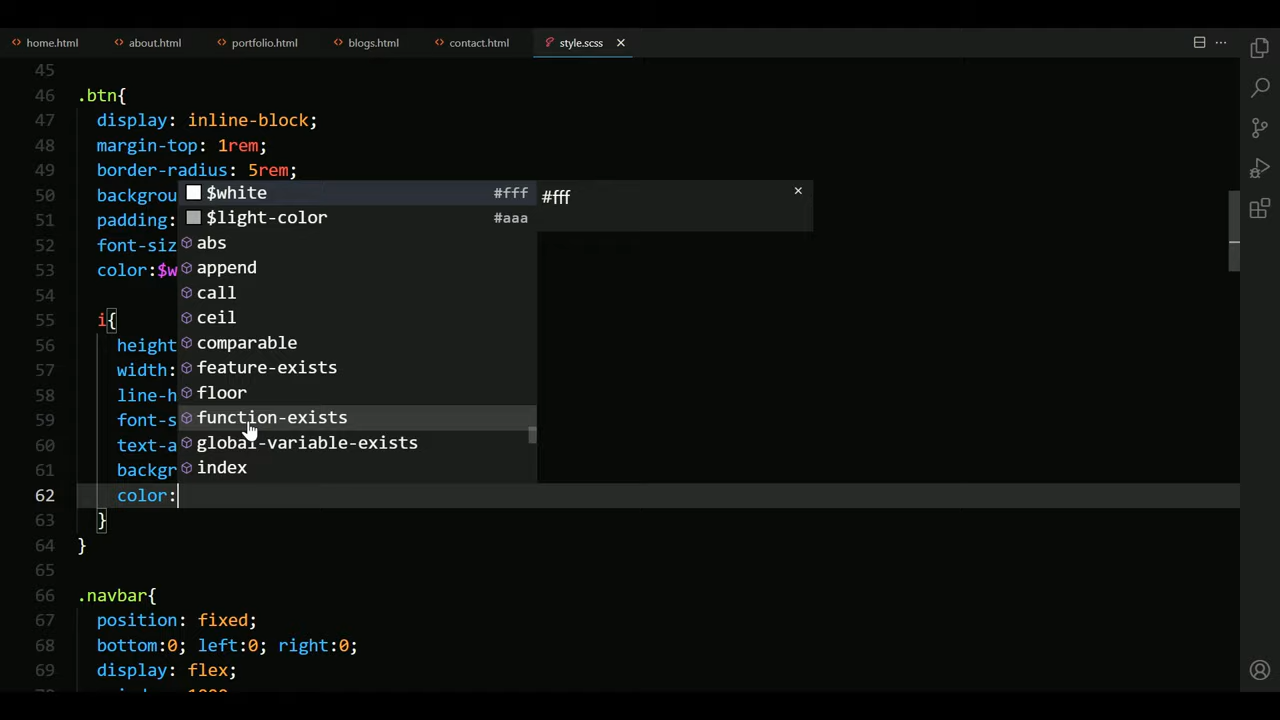 home.html about.html portfolio.html blogs.html contact.html style.scss
45
46 .btn{
47 display: inline-block;
48 margin-top: 1rem;
49 border-radius: 5rem;
50 backgrou
51 padding:
52 font-siz
53 color:$w
54
55 i{
56 height
57 width:
58 line-h
59 font-s
60 text-a
61 backgr
62 color:
63 }
64 }
65
66 .navbar{
67 position: fixed;
68 bottom:0; left:0; right:0;
69 display: flex;
$white #fff
$light-color #aaa
abs
append
call
ceil
comparable
feature-exists
floor
function-exists
global-variable-exists
index
#fff